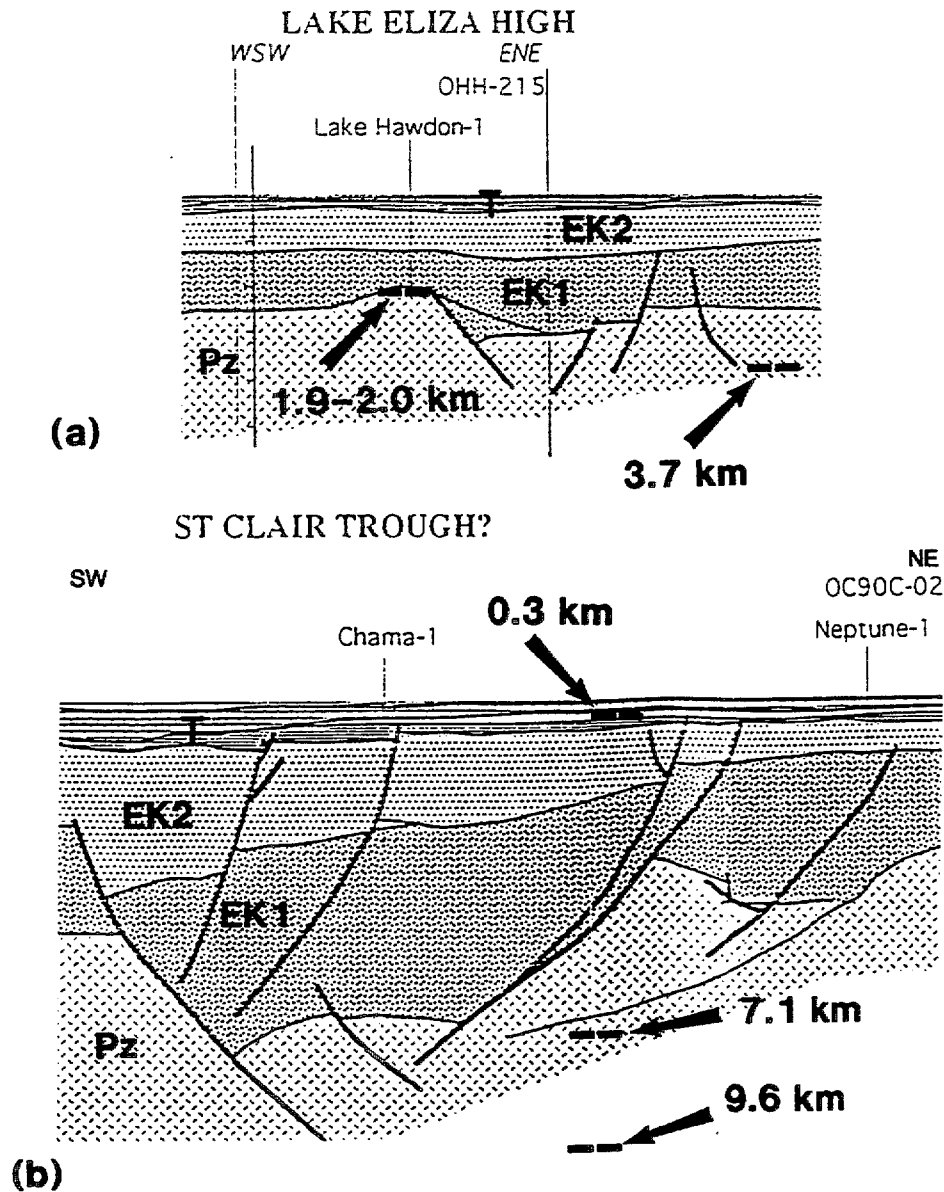 LAKE ELIZA HIGH
WSW ENE
OHH-215
Lake Hawdon-1
T
EK2
EK1
Pz
1.9-2.0 km
(a)
3.7 km
ST CLAIR TROUGH?
SW NE
OC90C-02
0.3 km
Chama-1 Neptune-1
T
EK2
EK1
7.1 km
Pz
9.6 km
(b)